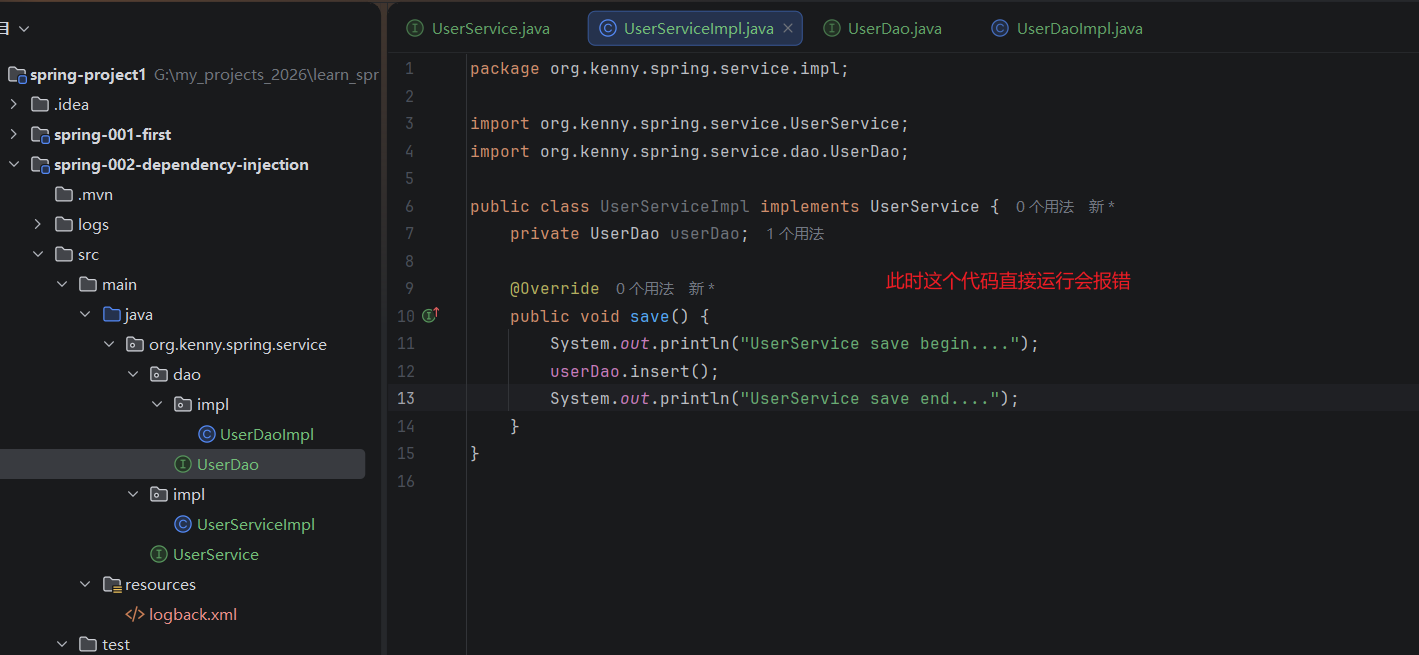 目
spring-project1 G:\my_projects_2026\learn_spr
.idea
spring-001-first
spring-002-dependency-injection
.mvn
logs
src
main
java
org.kenny.spring.service
dao
impl
UserDaoImpl
UserDao
impl
UserServiceImpl
UserService
resources
logback.xml
test
UserService.java UserServiceImpl.java UserDao.java UserDaoImpl.java
1 package org.kenny.spring.service.impl;
2
3 import org.kenny.spring.service.UserService;
4 import org.kenny.spring.service.dao.UserDao;
5
6 public class UserServiceImpl implements UserService { 0 个用法 新 *
7 private UserDao userDao; 1 个用法
8
此时这个代码直接运行会报错
9 @Override 0 个用法 新 *
10 public void save() {
11 System.out.println("UserService save begin....");
12 userDao.insert();
13 System.out.println("UserService save end....");
14 }
15 }
16